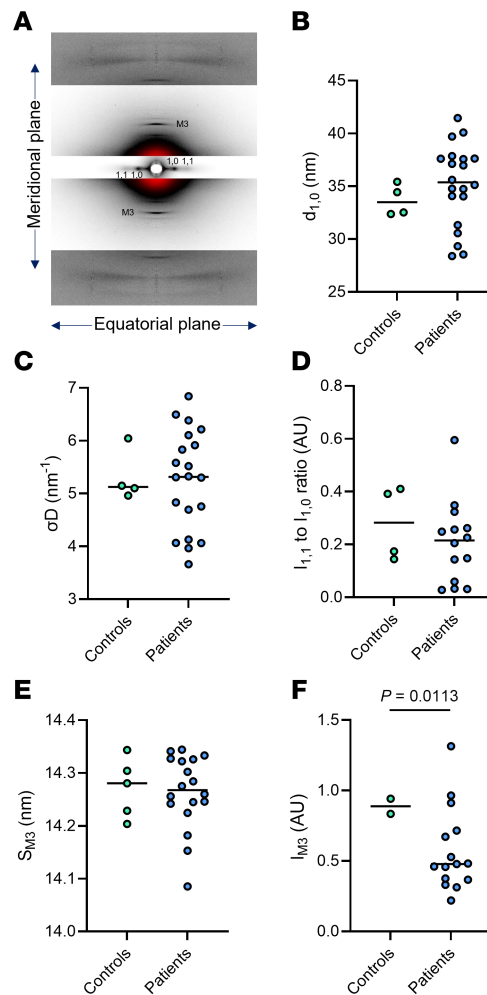 A
Meridional plane
M3
1,0 1,1
1,1 1,0
M3
Equatorial plane
B
d1,0 (nm)
45
40
35
30
25
Controls
Patients
C
σD (nm-1)
7
6
5
4
3
Controls
Patients
D
I1,1 to I1,0 ratio (AU)
0.8
0.6
0.4
0.2
0.0
Controls
Patients
E
SM3 (nm)
14.4
14.3
14.2
14.1
14.0
Controls
Patients
F
P = 0.0113
IM3 (AU)
1.5
1.0
0.5
0.0
Controls
Patients